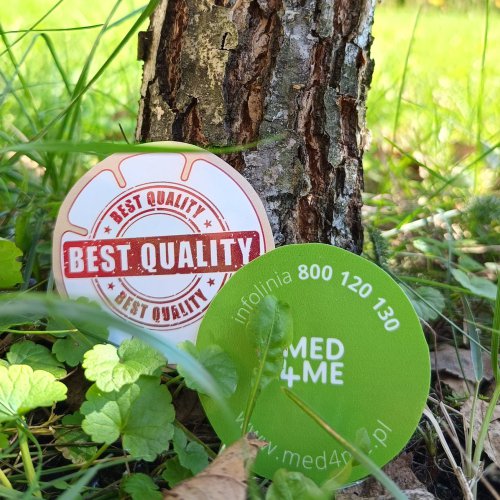 BEST QUALITY
BEST QUALITY
BEST QUALITY
infolinia 800 120 130
MED
4ME
www.med4me.pl